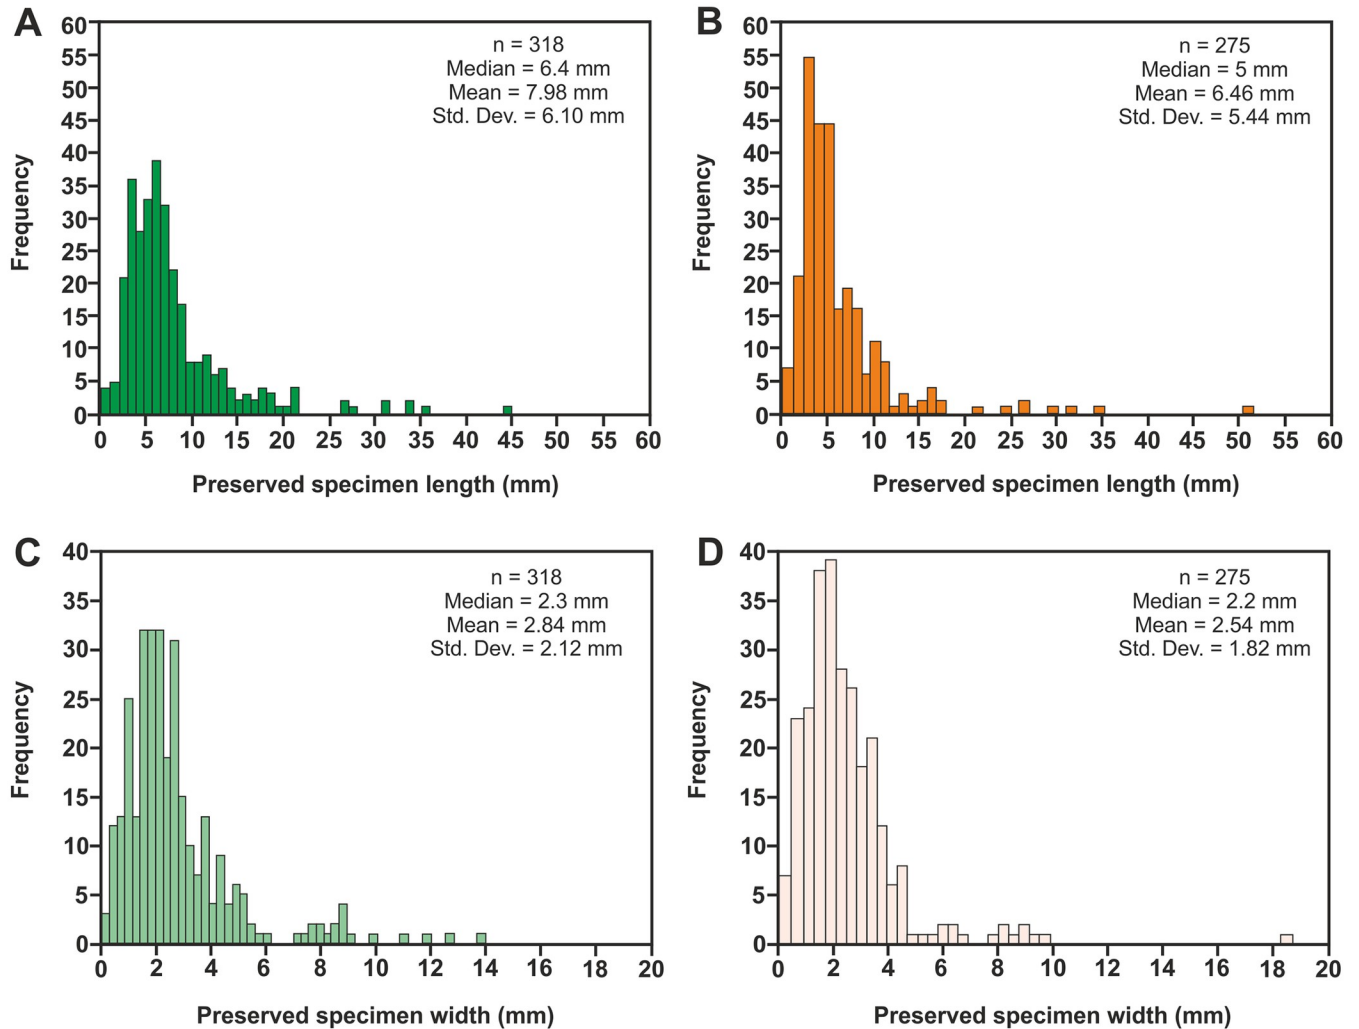 A
60
55
50
45
40
35
30
25
20
15
10
5
0
Frequency
n = 318
Median = 6.4 mm
Mean = 7.98 mm
Std. Dev. = 6.10 mm
0 5 10 15 20 25 30 35 40 45 50 55 60
Preserved specimen length (mm)
B
60
55
50
45
40
35
30
25
20
15
10
5
0
Frequency
n = 275
Median = 5 mm
Mean = 6.46 mm
Std. Dev. = 5.44 mm
0 5 10 15 20 25 30 35 40 45 50 55 60
Preserved specimen length (mm)
C
40
35
30
25
20
15
10
5
0
Frequency
n = 318
Median = 2.3 mm
Mean = 2.84 mm
Std. Dev. = 2.12 mm
0 2 4 6 8 10 12 14 16 18 20
Preserved specimen width (mm)
D
40
35
30
25
20
15
10
5
0
Frequency
n = 275
Median = 2.2 mm
Mean = 2.54 mm
Std. Dev. = 1.82 mm
0 2 4 6 8 10 12 14 16 18 20
Preserved specimen width (mm)